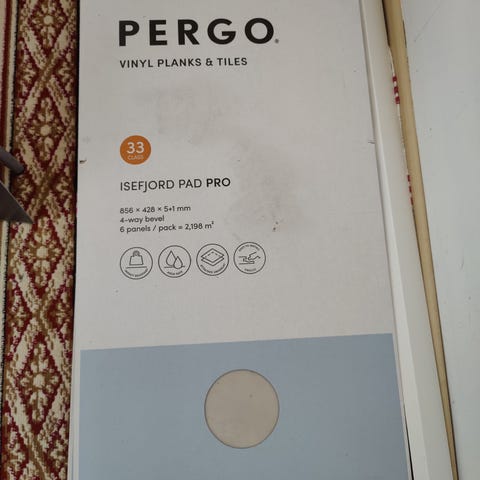 PERGO®
VINYL PLANKS & TILES
33
CLASS
ISEFJORD PAD PRO
856 × 428 × 5+1 mm
4-way bevel
6 panels / pack = 2,198 m²